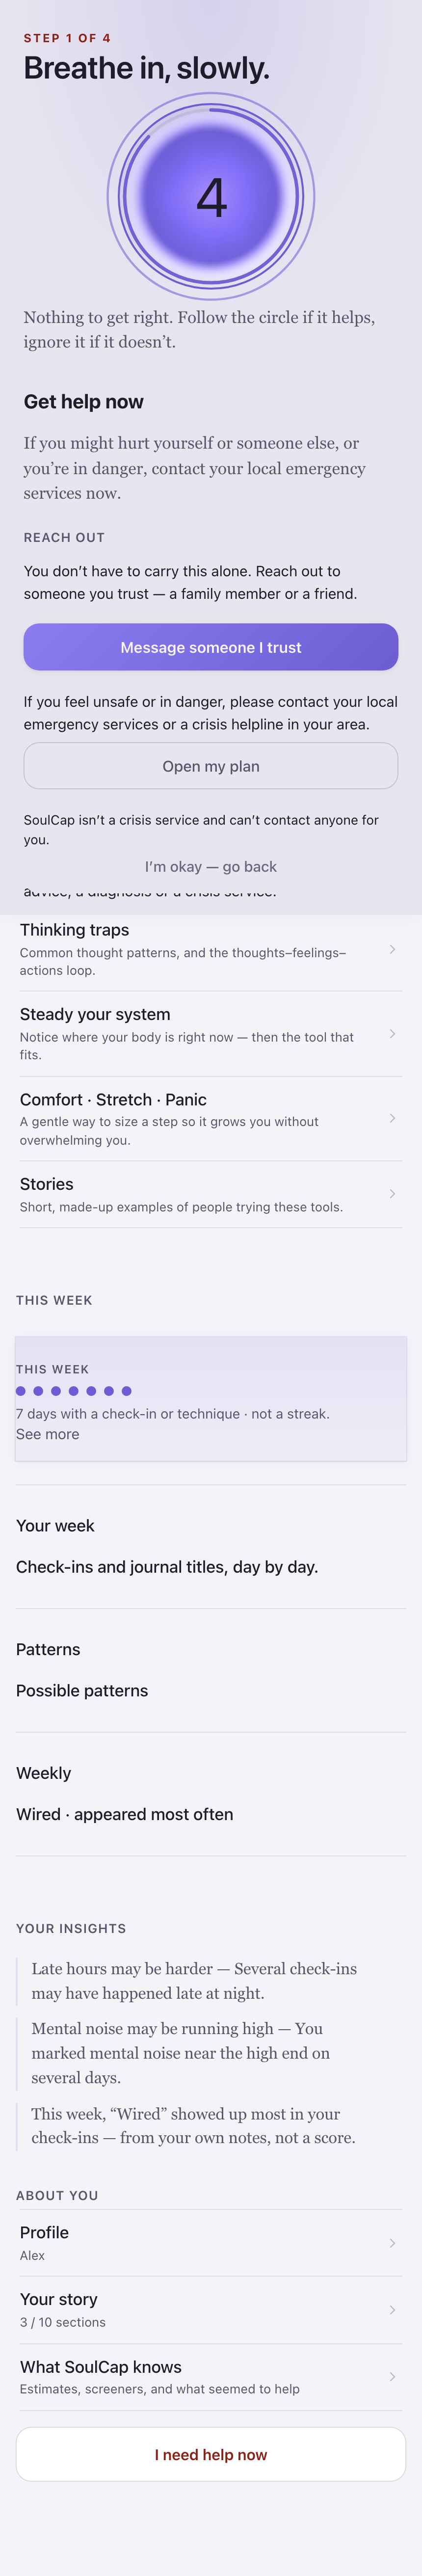 STEP 1 OF 4
Breathe in, slowly.
4
Nothing to get right. Follow the circle if it helps,
ignore it if it doesn’t.
Get help now
If you might hurt yourself or someone else, or
you’re in danger, contact your local emergency
services now.
REACH OUT
You don’t have to carry this alone. Reach out to
someone you trust — a family member or a friend.
Message someone I trust
If you feel unsafe or in danger, please contact your local
emergency services or a crisis helpline in your area.
Open my plan
SoulCap isn’t a crisis service and can’t contact anyone for
you.
I’m okay — go back
advice, a diagnosis or a crisis service.
Thinking traps
Common thought patterns, and the thoughts–feelings–
actions loop.
Steady your system
Notice where your body is right now — then the tool that
fits.
Comfort · Stretch · Panic
A gentle way to size a step so it grows you without
overwhelming you.
Stories
Short, made-up examples of people trying these tools.
THIS WEEK
THIS WEEK
7 days with a check-in or technique · not a streak.
See more
Your week
Check-ins and journal titles, day by day.
Patterns
Possible patterns
Weekly
Wired · appeared most often
YOUR INSIGHTS
Late hours may be harder — Several check-ins
may have happened late at night.
Mental noise may be running high — You
marked mental noise near the high end on
several days.
This week, “Wired” showed up most in your
check-ins — from your own notes, not a score.
ABOUT YOU
Profile
Alex
Your story
3 / 10 sections
What SoulCap knows
Estimates, screeners, and what seemed to help
I need help now